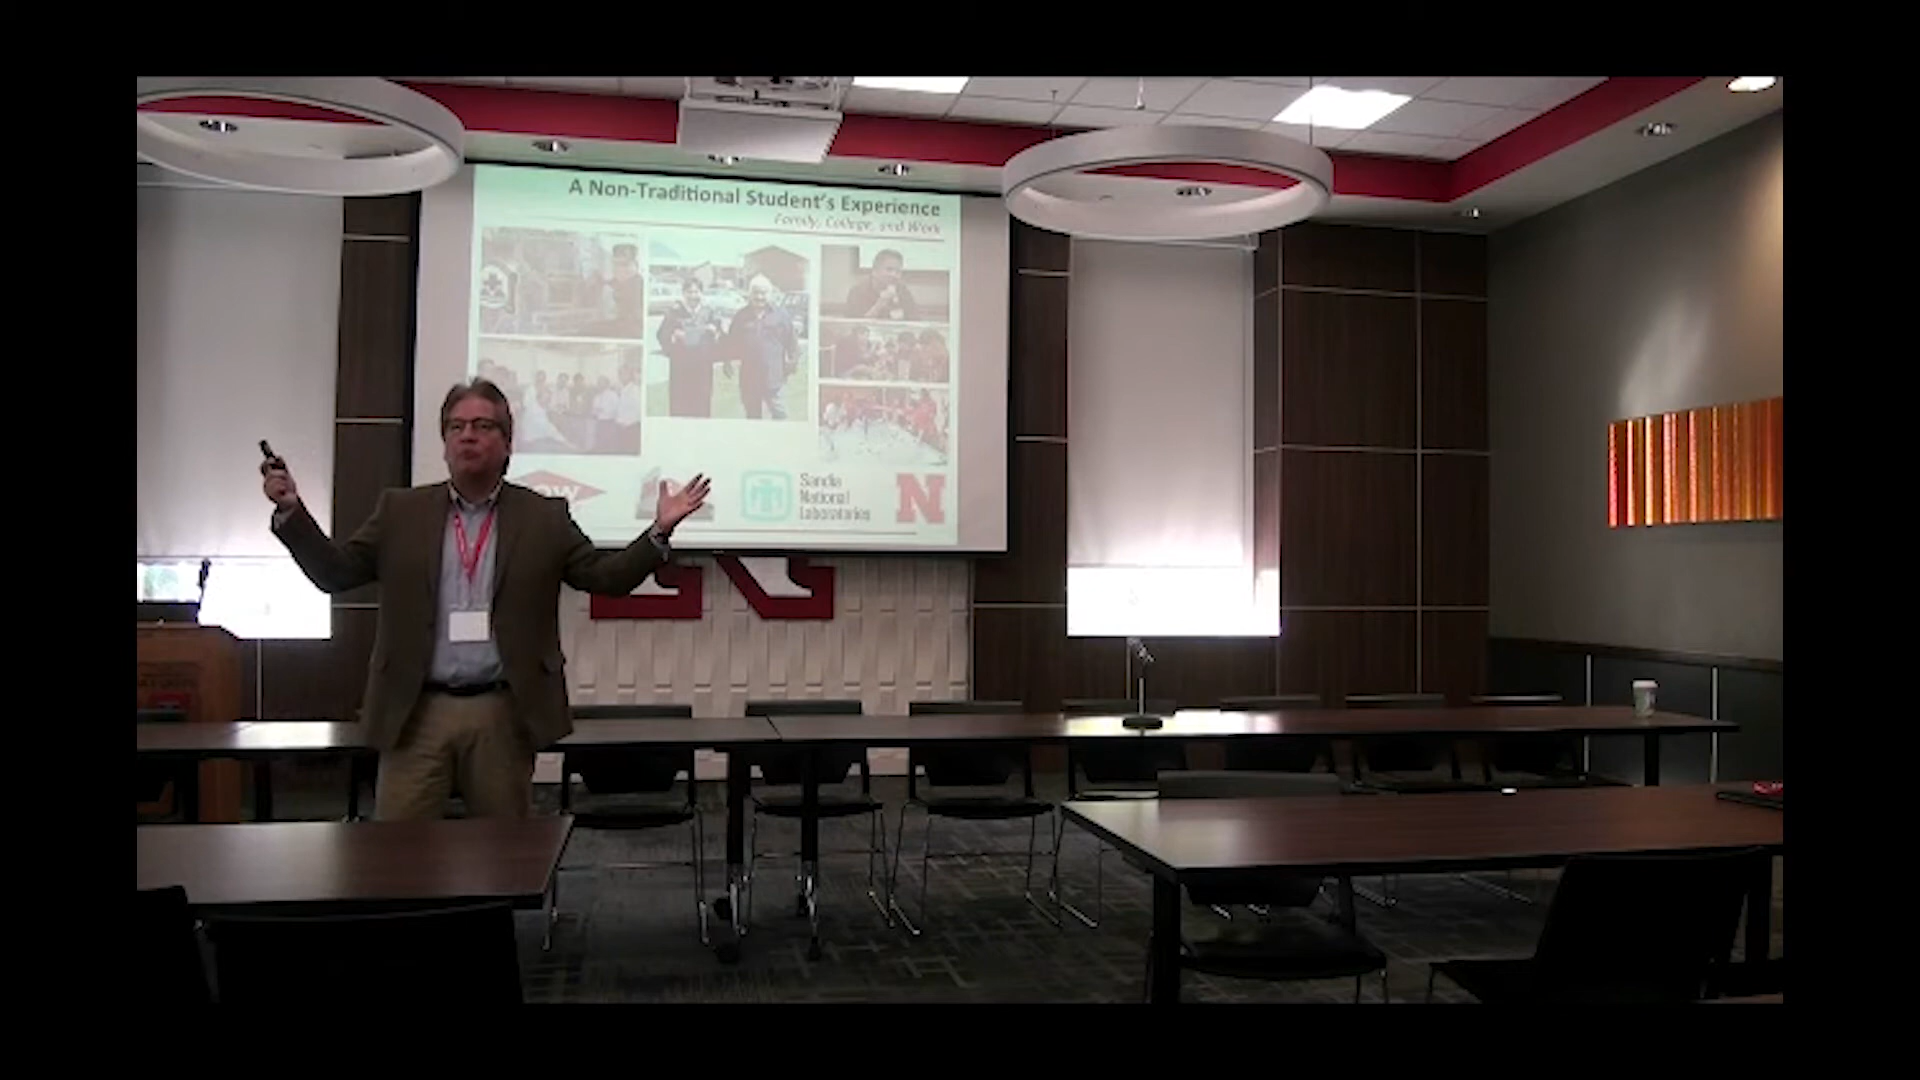 A Non-Traditional Student's Experience
Family, College, and Work
Sandia
National
Laboratories
N